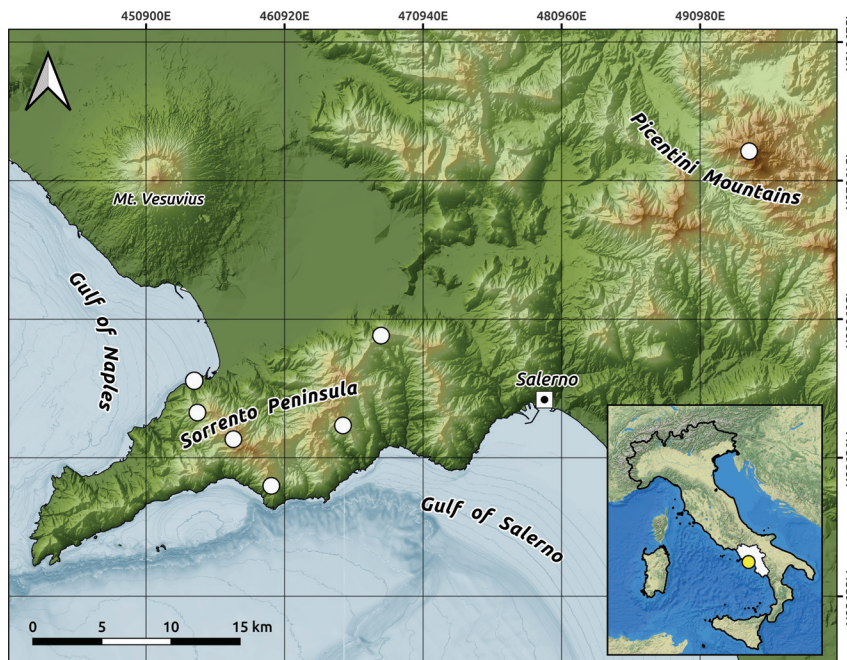 450900E 460920E 470940E 480960E 490980E
Picentini Mountains
Mt. Vesuvius
Gulf of Naples
Salerno
Sorrento Peninsula
Gulf of Salerno
0 5 10 15 km